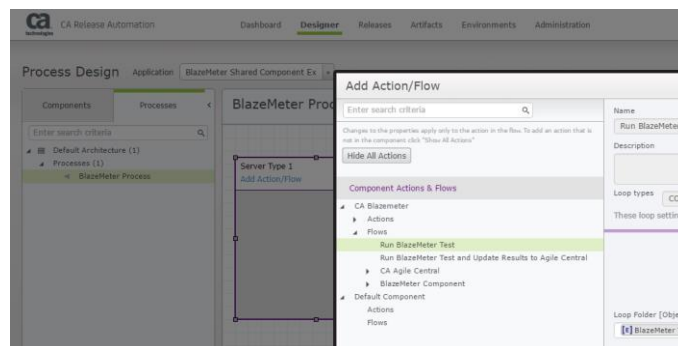 ca
technologies
CA Release Automation
Dashboard
Designer
Releases
Artifacts
Environments
Administration
Process Design
Application
BlazeMeter Shared Component Ex
Components
Processes
Enter search criteria
Default Architecture (1)
Processes (1)
BlazeMeter Process
BlazeMeter Proc
Server Type 1
Add Action/Flow
Add Action/Flow
Enter search criteria
Changes to the properties apply only to the action in the flow. To add an action that is
not in the component click "Show All Actions"
Hide All Actions
Component Actions & Flows
CA Blazemeter
Actions
Flows
Run BlazeMeter Test
Run BlazeMeter Test and Update Results to Agile Central
CA Agile Central
BlazeMeter Component
Default Component
Actions
Flows
Name
Run BlazeMeter
Description
Loop types
CO
These loop settin
Loop Folder [Obje
[t] BlazeMeter